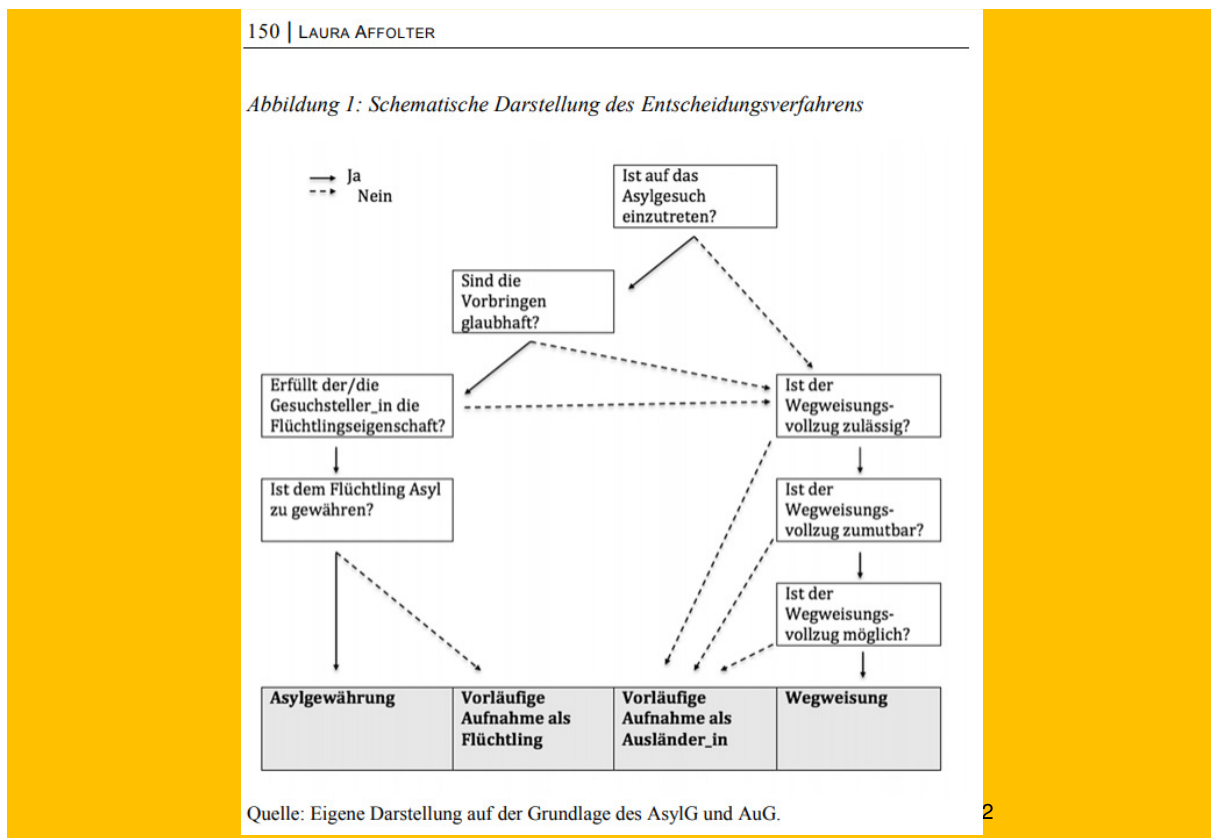 150 | LAURA AFFOLTER
Abbildung 1: Schematische Darstellung des Entscheidungsverfahrens
Ja
Nein
Ist auf das
Asylgesuch
einzutreten?
Sind die
Vorbringen
glaubhaft?
Erfüllt der/die
Gesuchsteller_in die
Flüchtlingseigenschaft?
Ist der
Wegweisungs-
vollzug zulässig?
Ist dem Flüchtling Asyl
zu gewähren?
Ist der
Wegweisungs-
vollzug zumutbar?
Ist der
Wegweisungs-
vollzug möglich?
Asylgewährung
Vorläufige
Aufnahme als
Flüchtling
Vorläufige
Aufnahme als
Ausländer_in
Wegweisung
Quelle: Eigene Darstellung auf der Grundlage des AsylG und AuG.
2